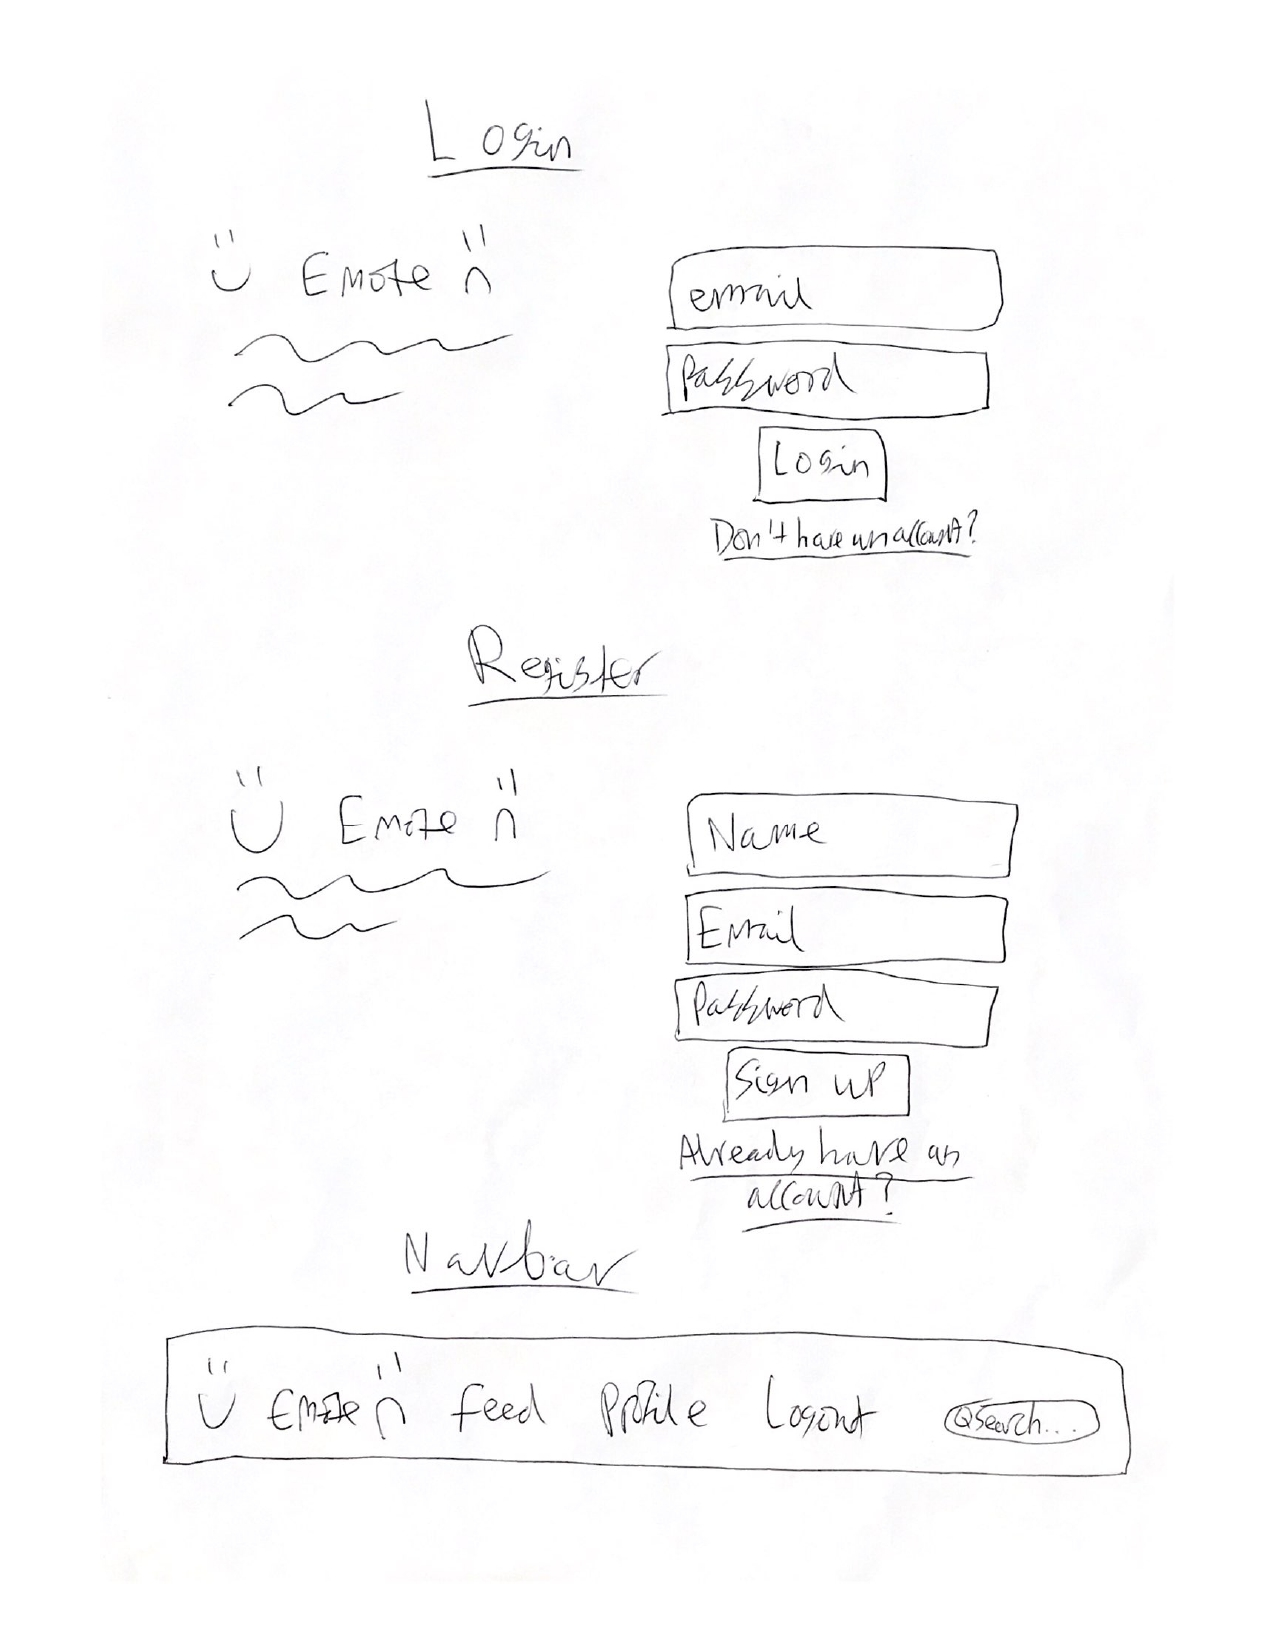 Login
Emote
email
Password
Login
Don't have an account?
Register
Emote
Name
Email
Password
Sign up
Already have an
account?
Navbar
Emote Feed Profile Logout Search...